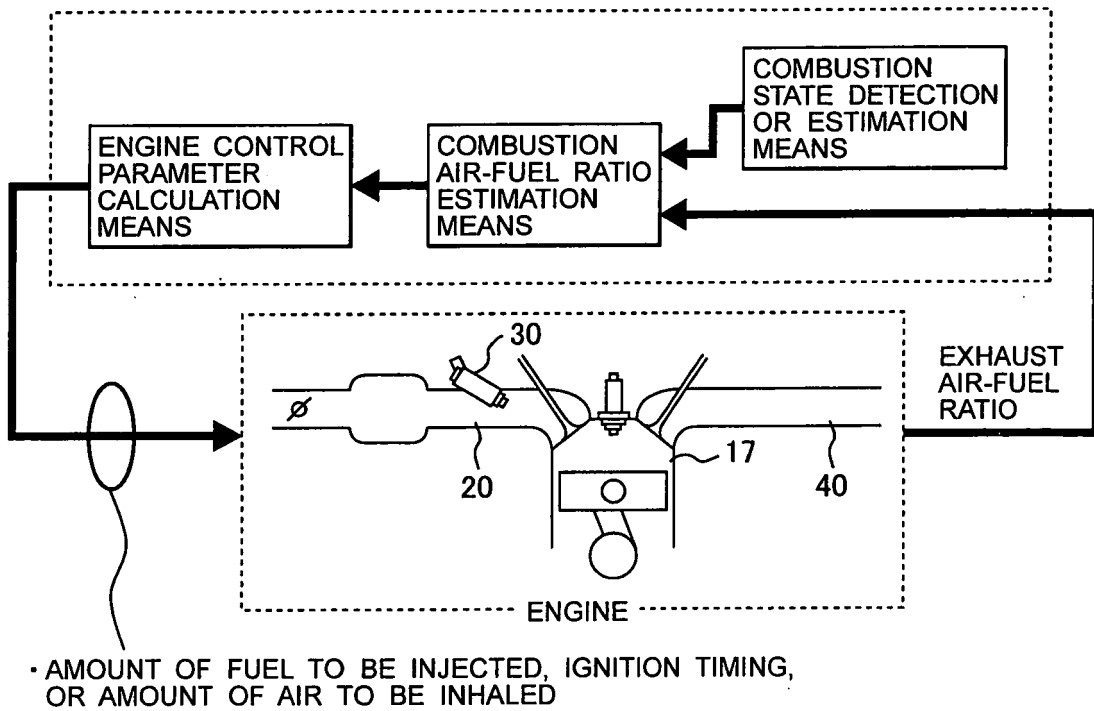 COMBUSTION
STATE DETECTION
OR ESTIMATION
MEANS
ENGINE CONTROL
PARAMETER
CALCULATION
MEANS
COMBUSTION
AIR-FUEL RATIO
ESTIMATION
MEANS
30
20
17
40
EXHAUST
AIR-FUEL
RATIO
ENGINE
· AMOUNT OF FUEL TO BE INJECTED, IGNITION TIMING,
OR AMOUNT OF AIR TO BE INHALED